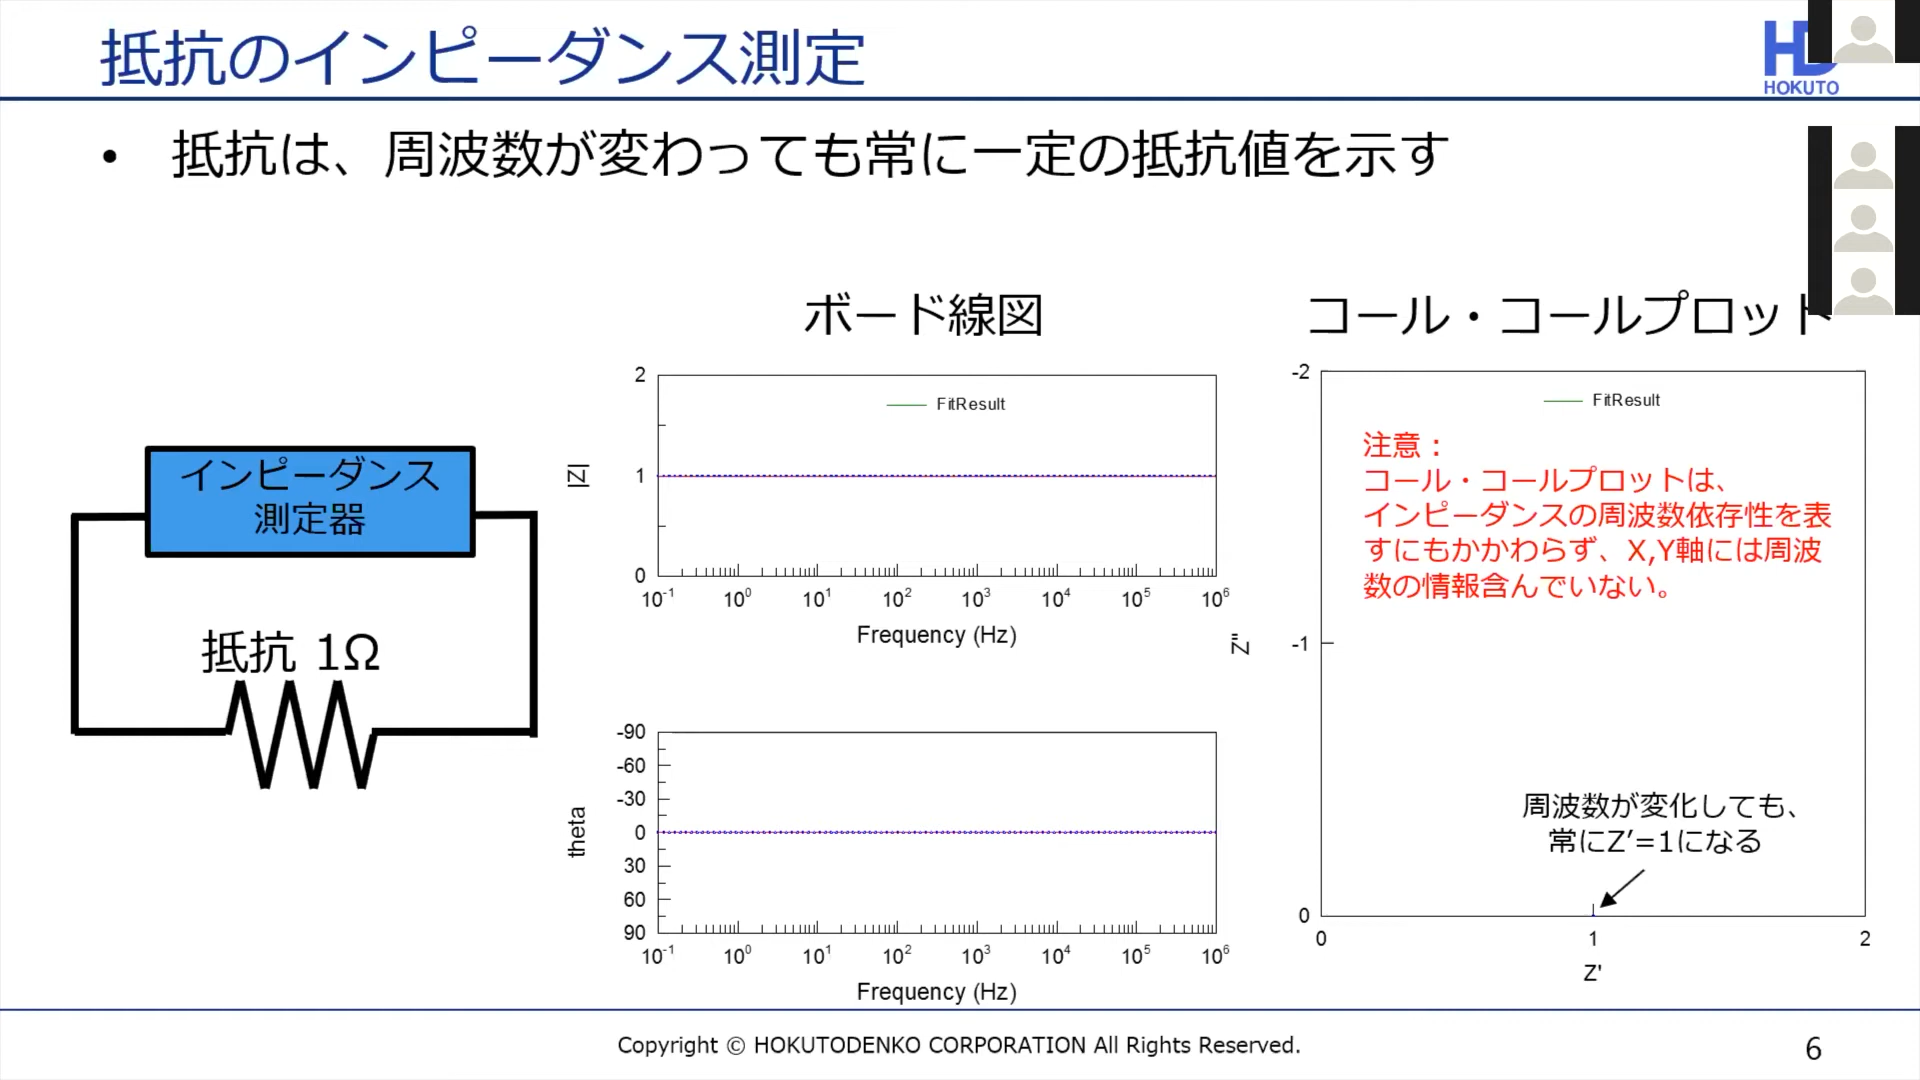 抵抗のインピーダンス測定
HOKUTO
• 抵抗は、周波数が変わっても常に一定の抵抗値を示す
ボード線図
コール・コールプロット
インピーダンス
測定器
抵抗 1Ω
2
1
0
|Z|
FitResult
10⁻¹ 10⁰ 10¹ 10² 10³ 10⁴ 10⁵ 10⁶
Frequency (Hz)
-90
-60
-30
0
30
60
90
theta
10⁻¹ 10⁰ 10¹ 10² 10³ 10⁴ 10⁵ 10⁶
Frequency (Hz)
-2
-1
0
Z''
FitResult
注意：
コール・コールプロットは、
インピーダンスの周波数依存性を表
すにもかかわらず、X,Y軸には周波
数の情報含んでいない。
周波数が変化しても、
常にZ’=1になる
0 1 2
Z'
Copyright © HOKUTODENKO CORPORATION All Rights Reserved.
6